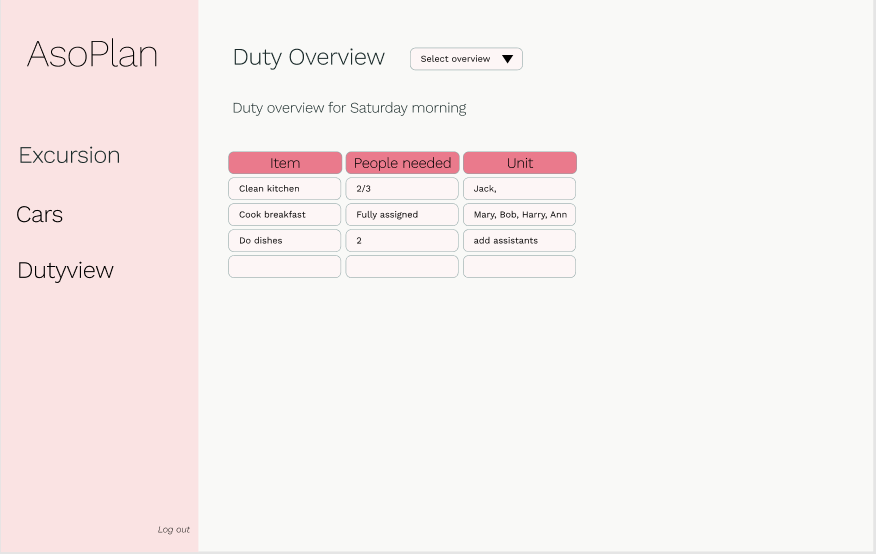 AsoPlan
Excursion
Cars
Dutyview
Log out
Duty Overview
Select overview
Duty overview for Saturday morning
Item People needed Unit
Clean kitchen 2/3 Jack,
Cook breakfast Fully assigned Mary, Bob, Harry, Ann
Do dishes 2 add assistants